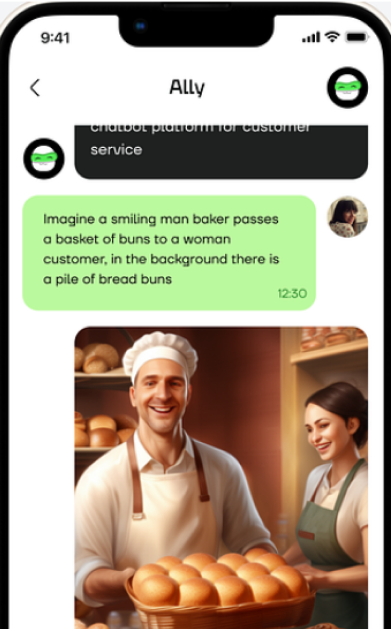 9:41
Ally
chatbot platform for customer
service
Imagine a smiling man baker passes
a basket of buns to a woman
customer, in the background there is
a pile of bread buns
12:30